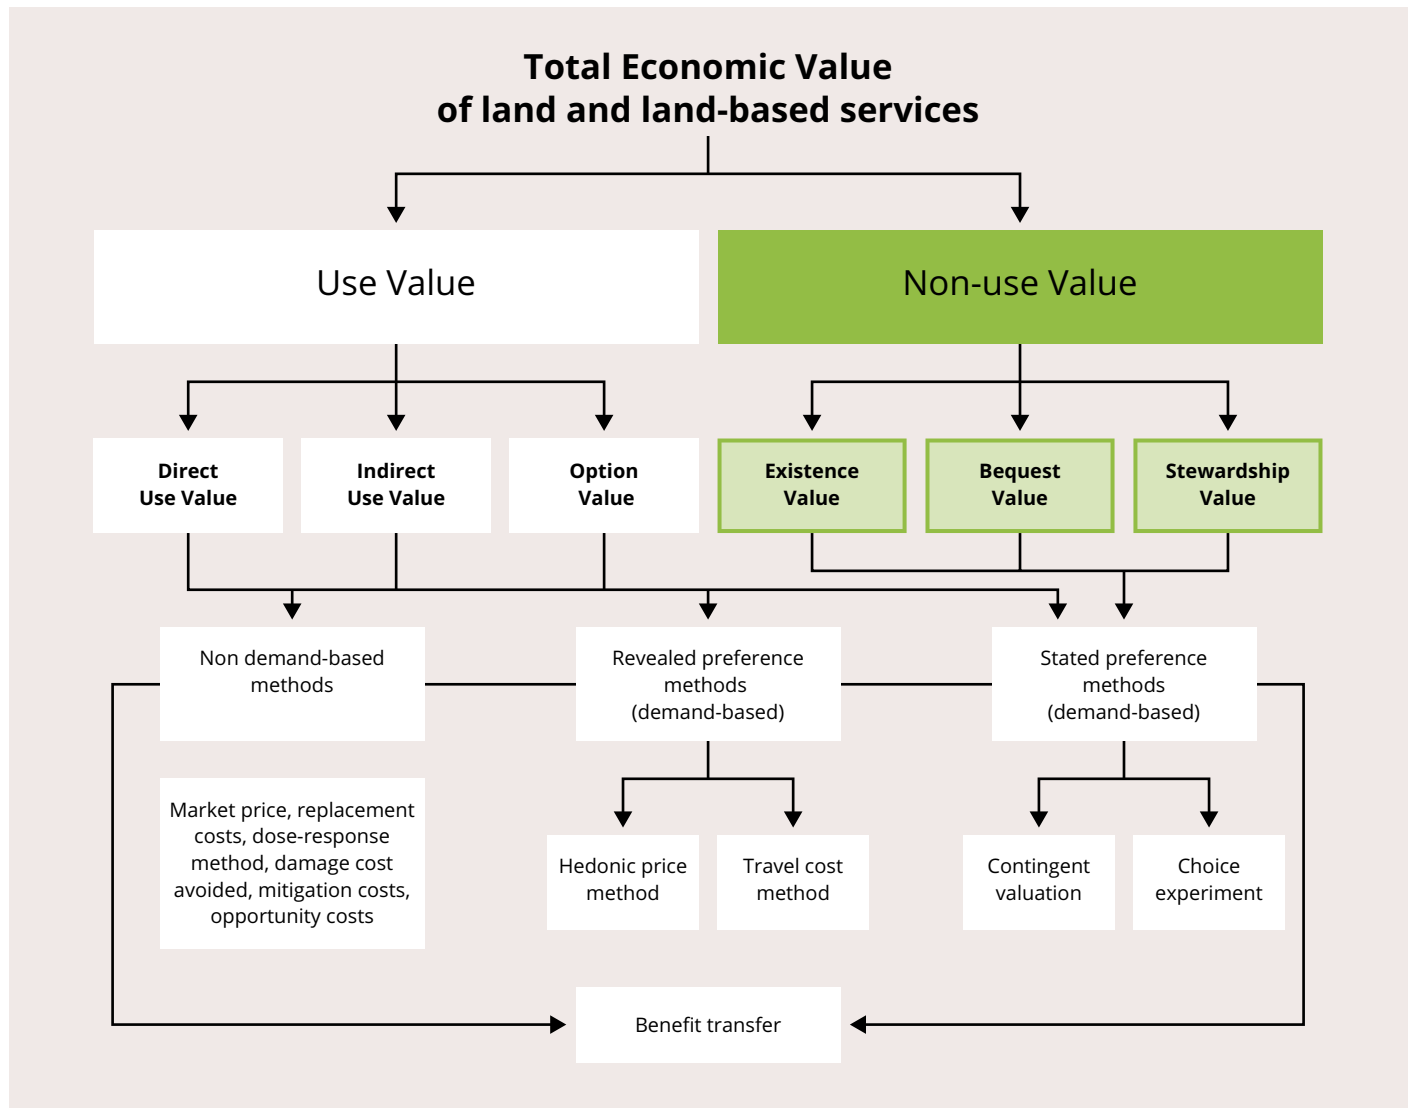 Total Economic Value
of land and land-based services
Use Value
Non-use Value
Direct
Use Value
Indirect
Use Value
Option
Value
Existence
Value
Bequest
Value
Stewardship
Value
Non demand-based
methods
Revealed preference
methods
(demand-based)
Stated preference
methods
(demand-based)
Market price, replacement
costs, dose-response
method, damage cost
avoided, mitigation costs,
opportunity costs
Hedonic price
method
Travel cost
method
Contingent
valuation
Choice
experiment
Benefit transfer